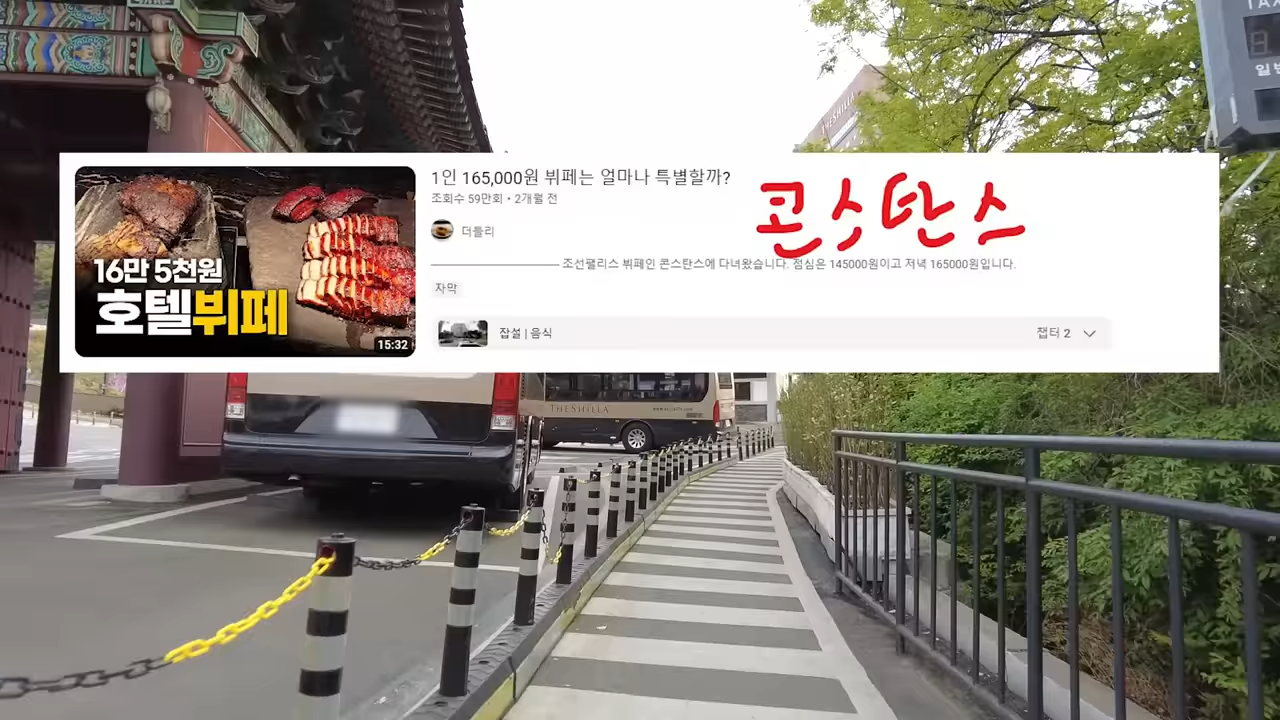 TAX
일반
THE SHILLA
1인 165,000원 뷔페는 얼마나 특별할까?
조회수 59만회 • 2개월 전
콘스탄스
더들리
조선팰리스 뷔페인 콘스탄스에 다녀왔습니다. 점심은 145000원이고 저녁 165000원입니다.
16만 5천원
호텔뷔페
자막
15:32
잡설 | 음식
챕터 2
THE SHILLA